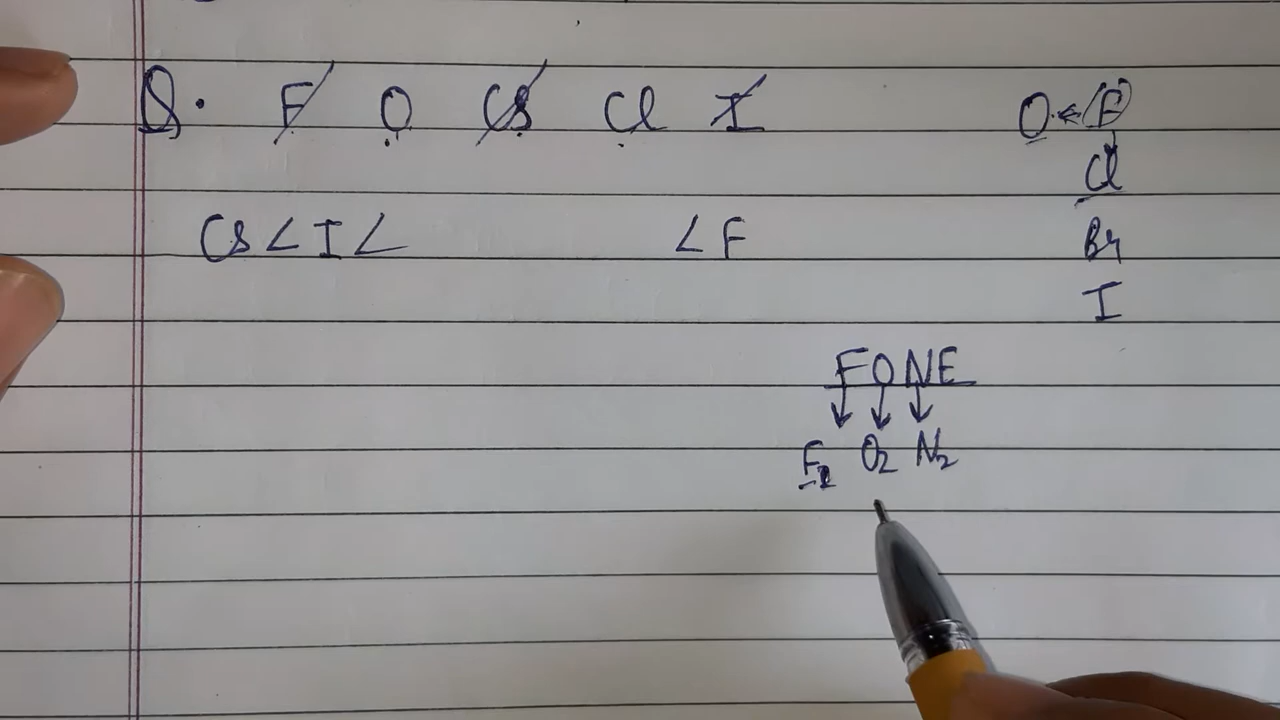 Q. F O Cs Cl I
O ← F
Cl
Cs < I < < F
Br
I
FONE
↓ ↓ ↓
F2 O2 N2